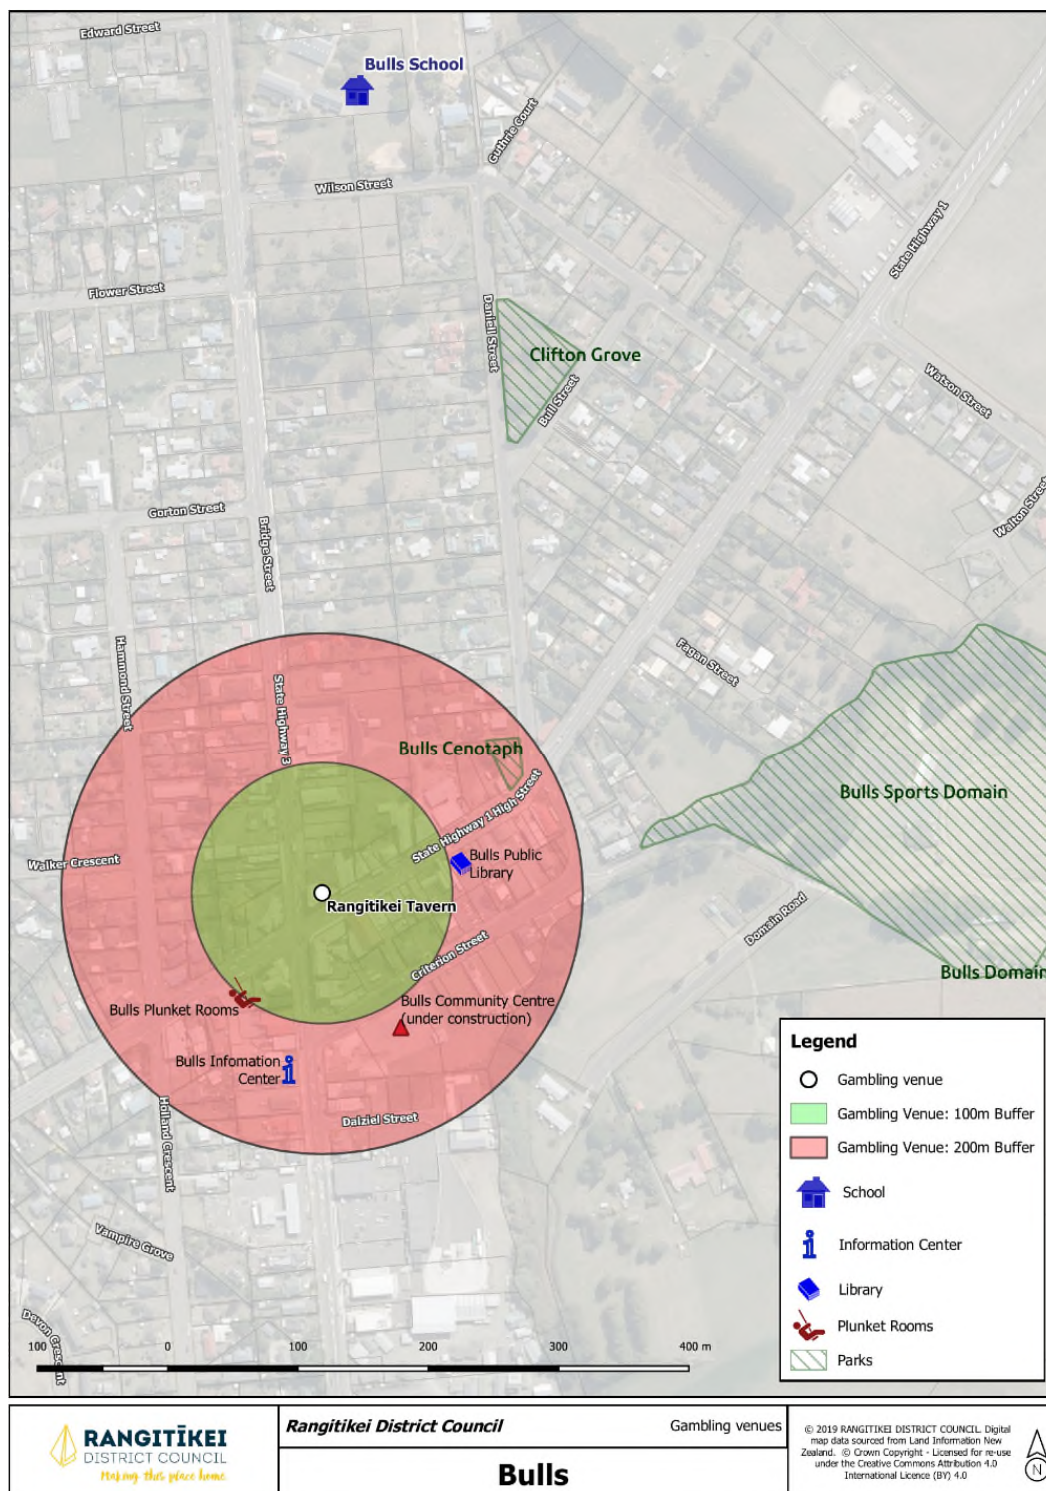 Edward Street
Bulls School
Guthrie Court
Wilson Street
State Highway 1
Flower Street
Daniell Street
Clifton Grove
Bull Street
Watson Street
Walton Street
Gorton Street
Bridge Street
Hammond Street
Fagan Street
State Highway 3
Bulls Cenotaph
State Highway 1 High Street
Bulls Sports Domain
Walker Crescent
Bulls Public
Library
Rangitikei Tavern
Domain Road
Criterion Street
Bulls Domain
Bulls Plunket Rooms
Bulls Community Centre
(under construction)
Bulls Infomation
Center
Dalziel Street
Holland Crescent
Vampire Grove
Devon Crescent
100 0 100 200 300 400 m
Legend
Gambling venue
Gambling Venue: 100m Buffer
Gambling Venue: 200m Buffer
School
Information Center
Library
Plunket Rooms
Parks
RANGITĪKEI
DISTRICT COUNCIL
Making this place home
Rangitikei District Council
Gambling venues
Bulls
© 2019 RANGITIKEI DISTRICT COUNCIL. Digital
map data sourced from Land Information New
Zealand. © Crown Copyright - Licensed for re-use
under the Creative Commons Attribution 4.0
International Licence (BY) 4.0
N